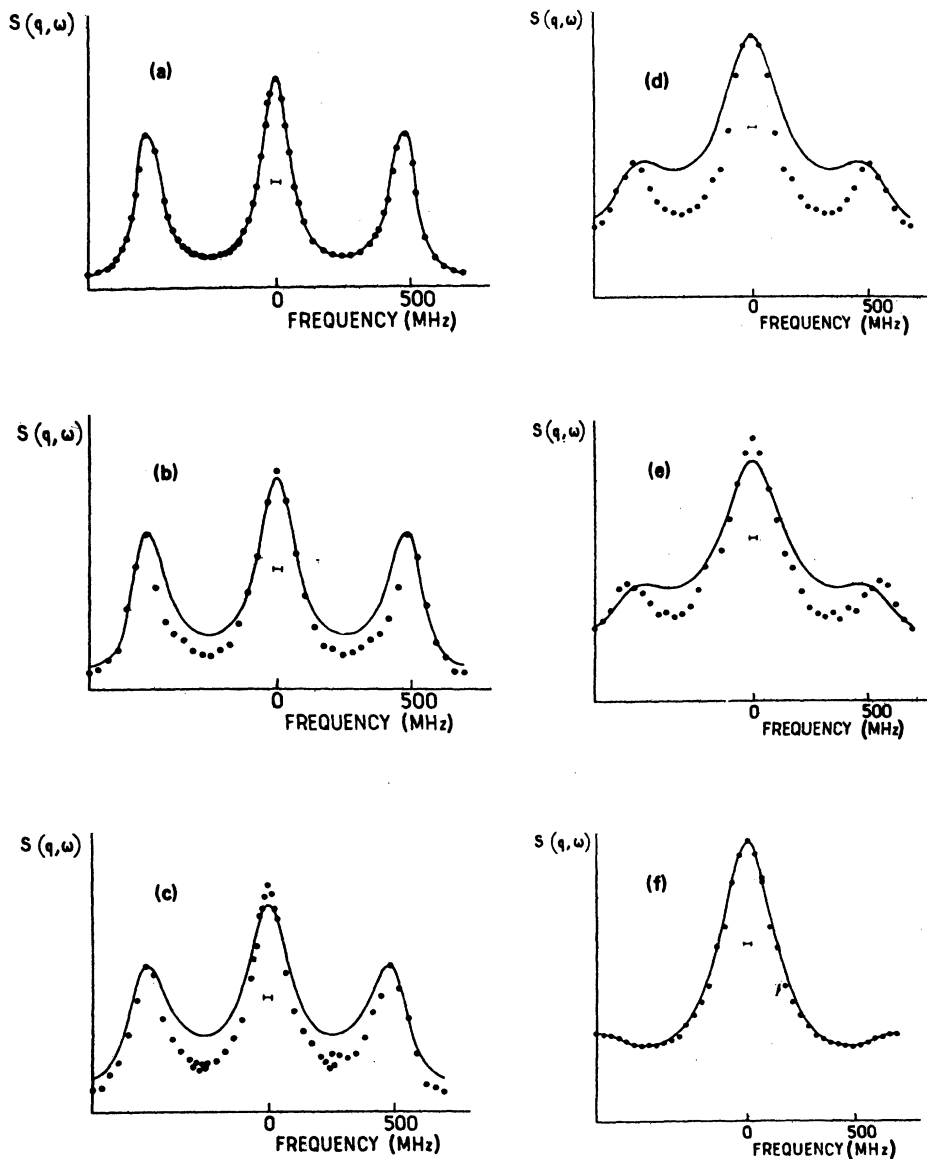 S (q,ω)
(a)
0
500
FREQUENCY (MHz)
S (q,ω)
(b)
0
500
FREQUENCY (MHz)
S (q,ω)
(c)
0
500
FREQUENCY (MHz)
S (q,ω)
(d)
0
500
FREQUENCY (MHz)
S (q,ω)
(e)
0
500
FREQUENCY (MHz)
S (q,ω)
(f)
0
500
FREQUENCY (MHz)